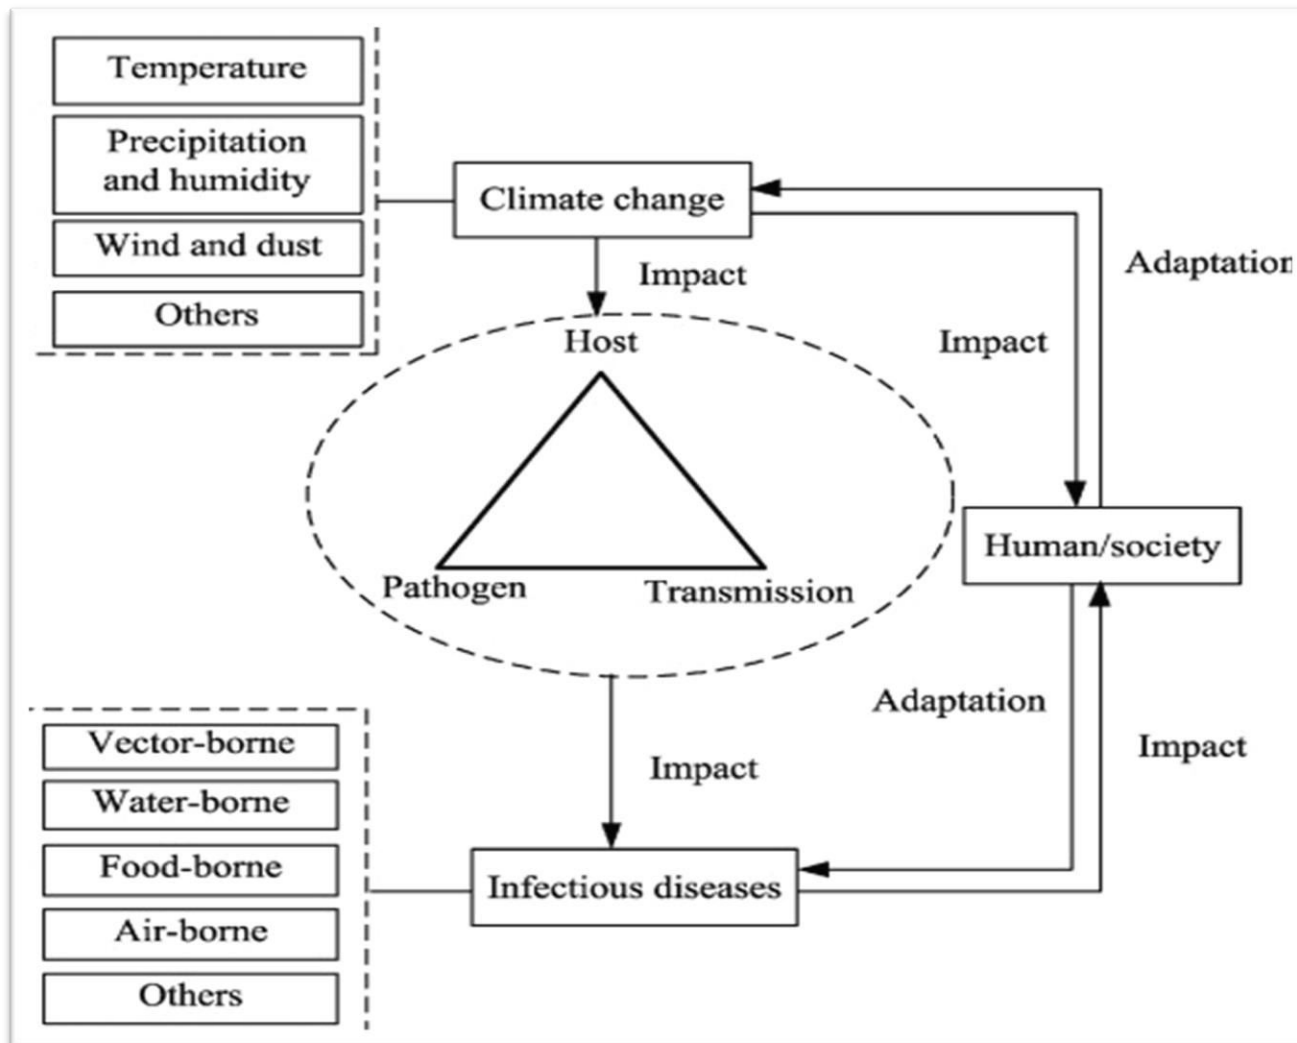 Temperature
Precipitation
and humidity
Wind and dust
Others
Climate change
Impact
Adaptation
Impact
Host
Pathogen
Transmission
Human/society
Adaptation
Impact
Impact
Vector-borne
Water-borne
Food-borne
Air-borne
Others
Infectious diseases